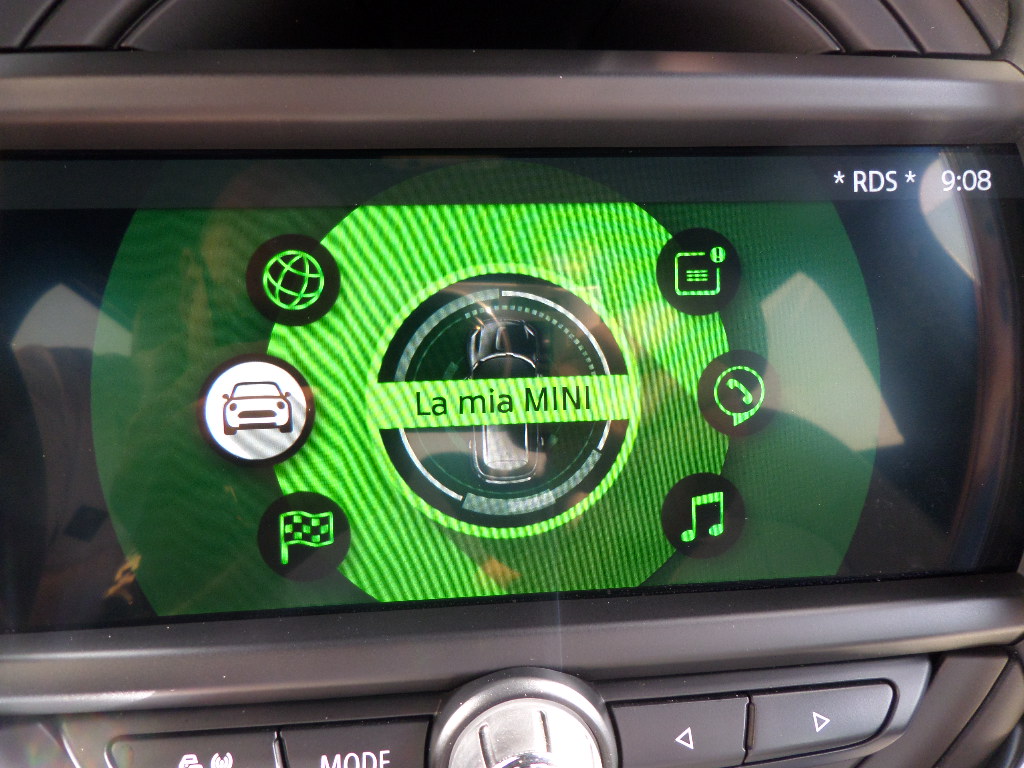 * RDS * 9:08
La mia MINI
MODE